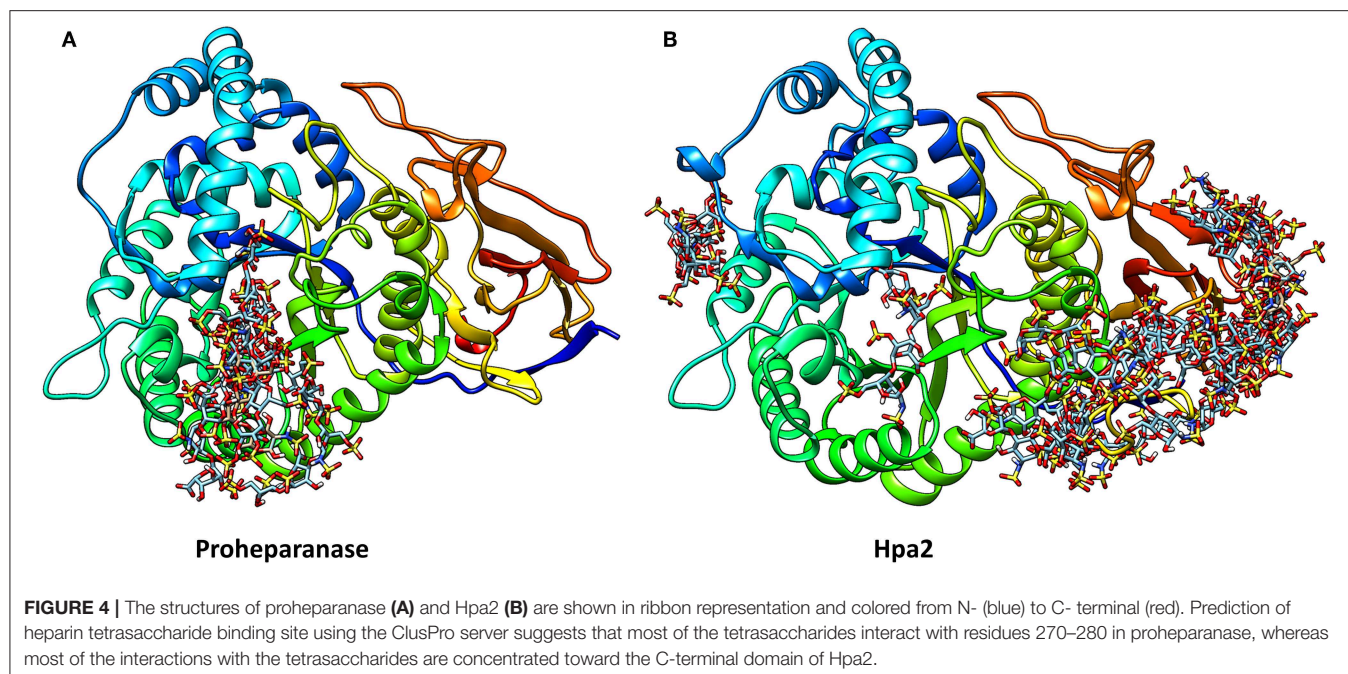 A
B
Proheparanase
Hpa2
FIGURE 4 | The structures of proheparanase (A) and Hpa2 (B) are shown in ribbon representation and colored from N- (blue) to C- terminal (red). Prediction of
heparin tetrasaccharide binding site using the ClusPro server suggests that most of the tetrasaccharides interact with residues 270–280 in proheparanase, whereas
most of the interactions with the tetrasaccharides are concentrated toward the C-terminal domain of Hpa2.